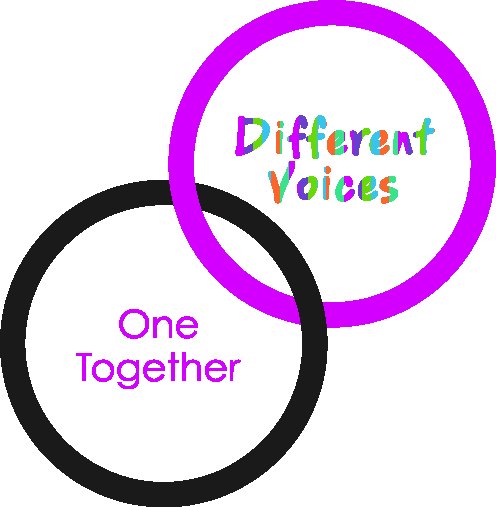 Different
Voices
One
Together